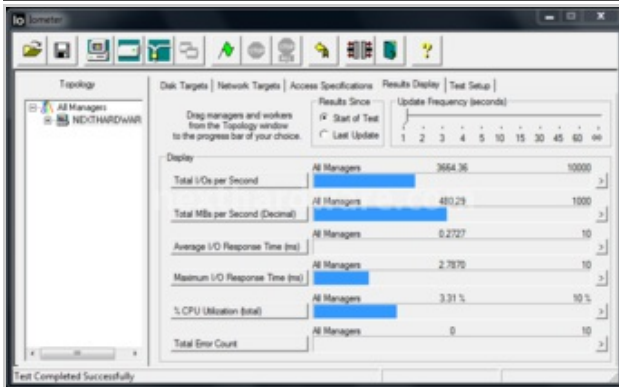 Iometer
Topology
All Managers
NEXTHARDWAR
Disk Targets
Network Targets
Access Specifications
Results Display
Test Setup
Drag managers and workers
from the Topology window
to the progress bar of your choice.
Results Since
Start of Test
Last Update
Update Frequency (seconds)
1 2 3 4 5 10 15 30 45 60 ∞
Display
All Managers 3664.36 10000
Total I/Os per Second
All Managers 480.29 1000
Total MBs per Second (Decimal)
All Managers 0.2727 10
Average I/O Response Time (ms)
All Managers 2.7870 10
Maximum I/O Response Time (ms)
All Managers 3.31 % 10 %
% CPU Utilization (total)
All Managers 0 10
Total Error Count
Test Completed Successfully